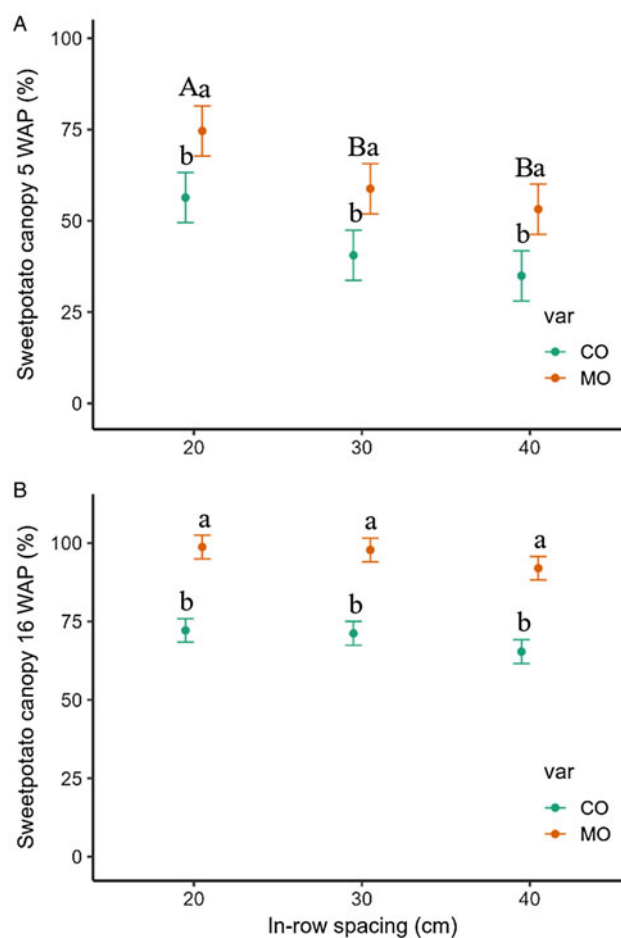 A
Sweetpotato canopy 5 WAP (%)
100
75
50
25
0
Aa
b
Ba
b
Ba
b
var
CO
MO
20
30
40
B
Sweetpotato canopy 16 WAP (%)
100
75
50
25
0
a
b
a
b
a
b
var
CO
MO
20
30
40
In-row spacing (cm)